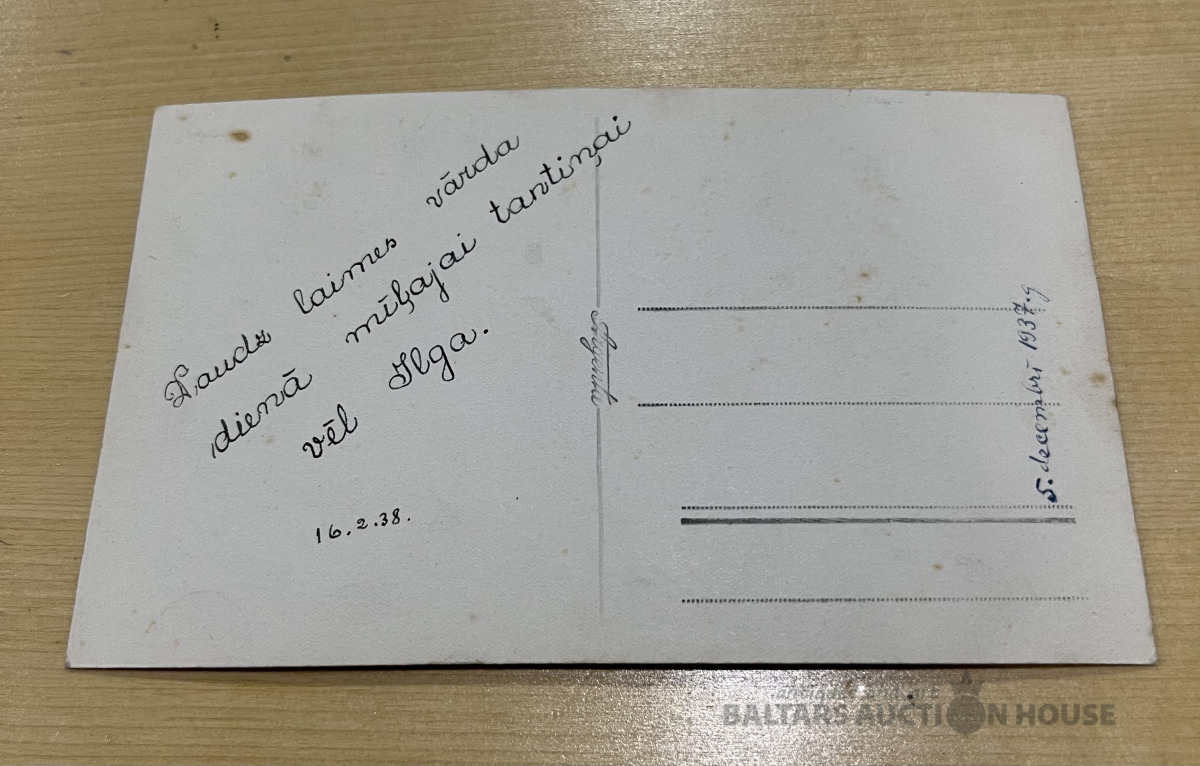 Daudz laimes vārda
dienā mīļajai tantiņai
vēl Ilga.
16.2.38.
5. decembrī 1937.g
BALTARS AUCTION HOUSE